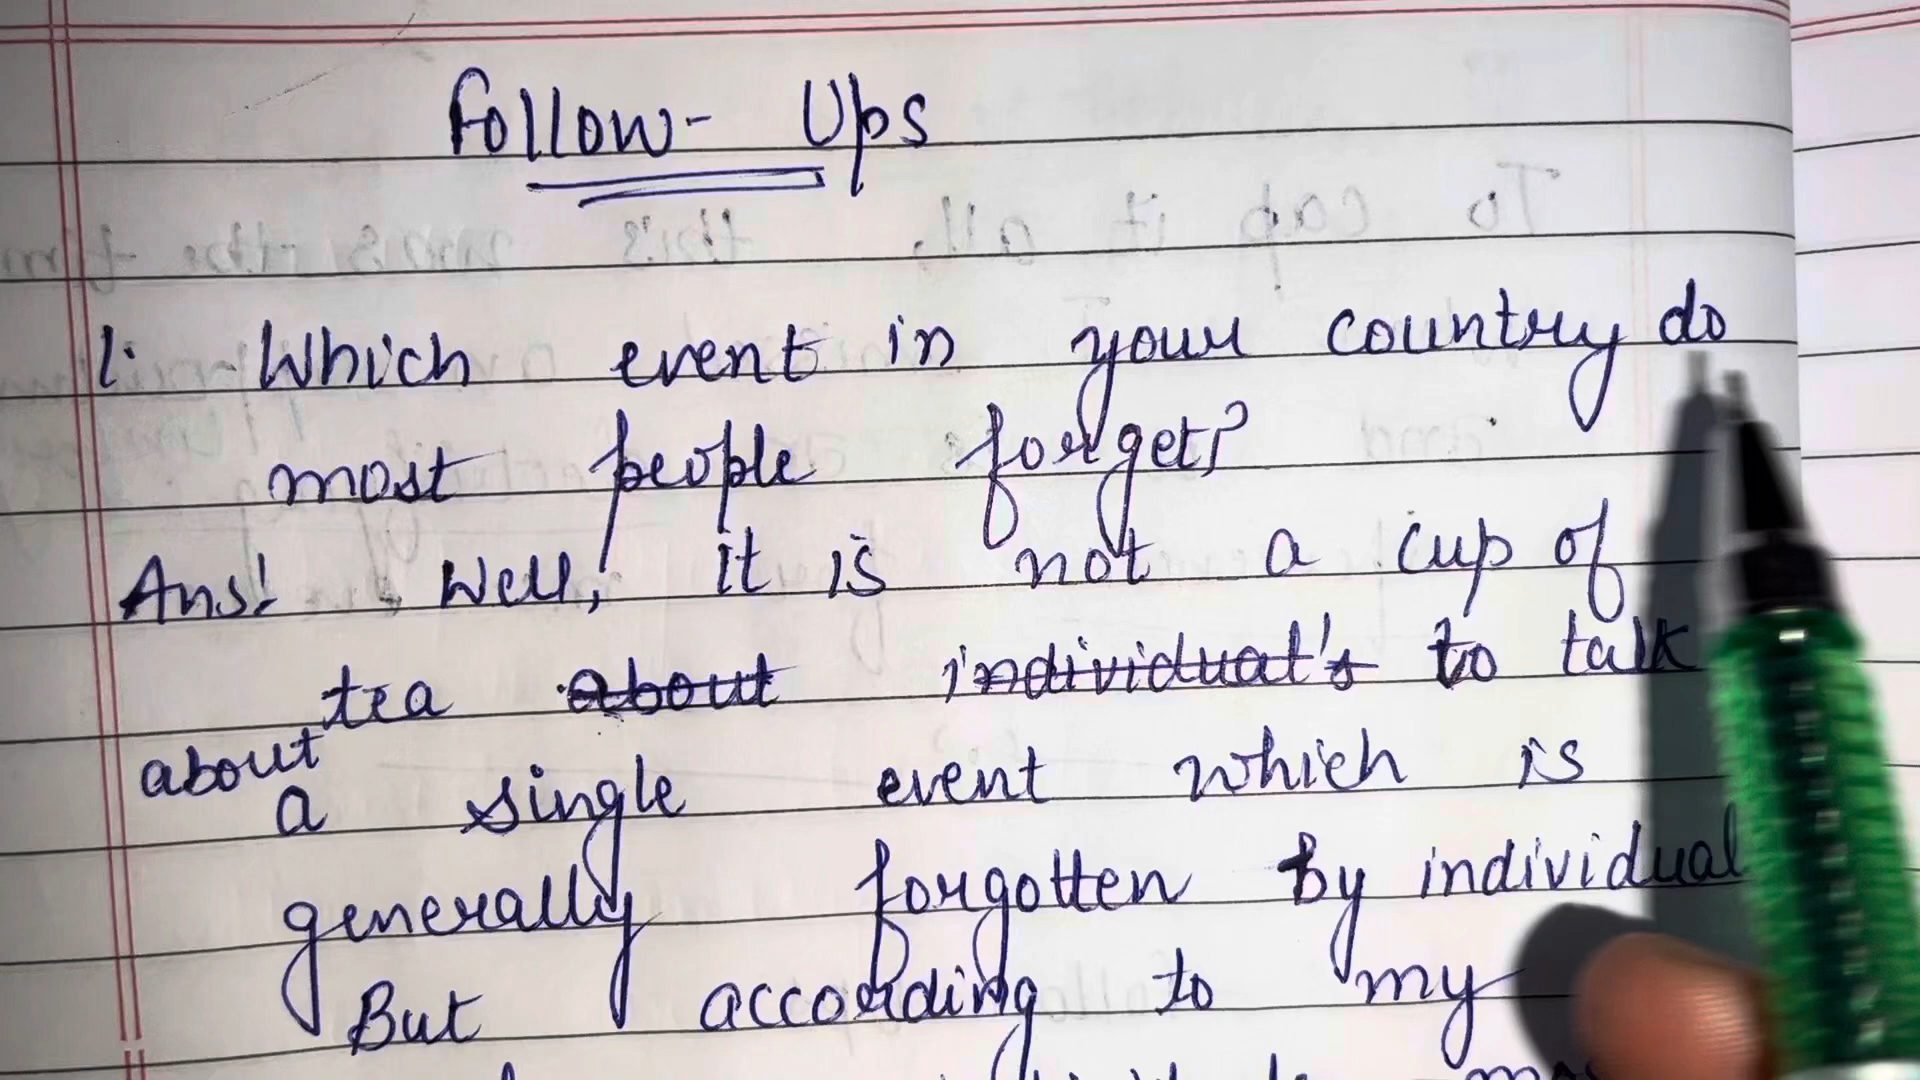 Follow- Ups
1. Which event in your country do
most people forget?
Ans: Well, it is not a cup of
tea about individual's to talk
about
a single event which is
generally forgotten by individual
But according to my